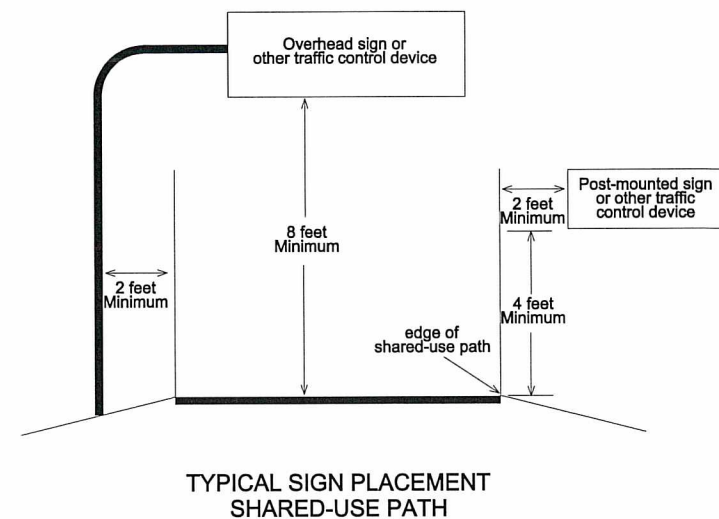 Overhead sign or
other traffic control device
Post-mounted sign
or other traffic
control device
2 feet
Minimum
8 feet
Minimum
2 feet
Minimum
4 feet
Minimum
edge of
shared-use path
TYPICAL SIGN PLACEMENT
SHARED-USE PATH